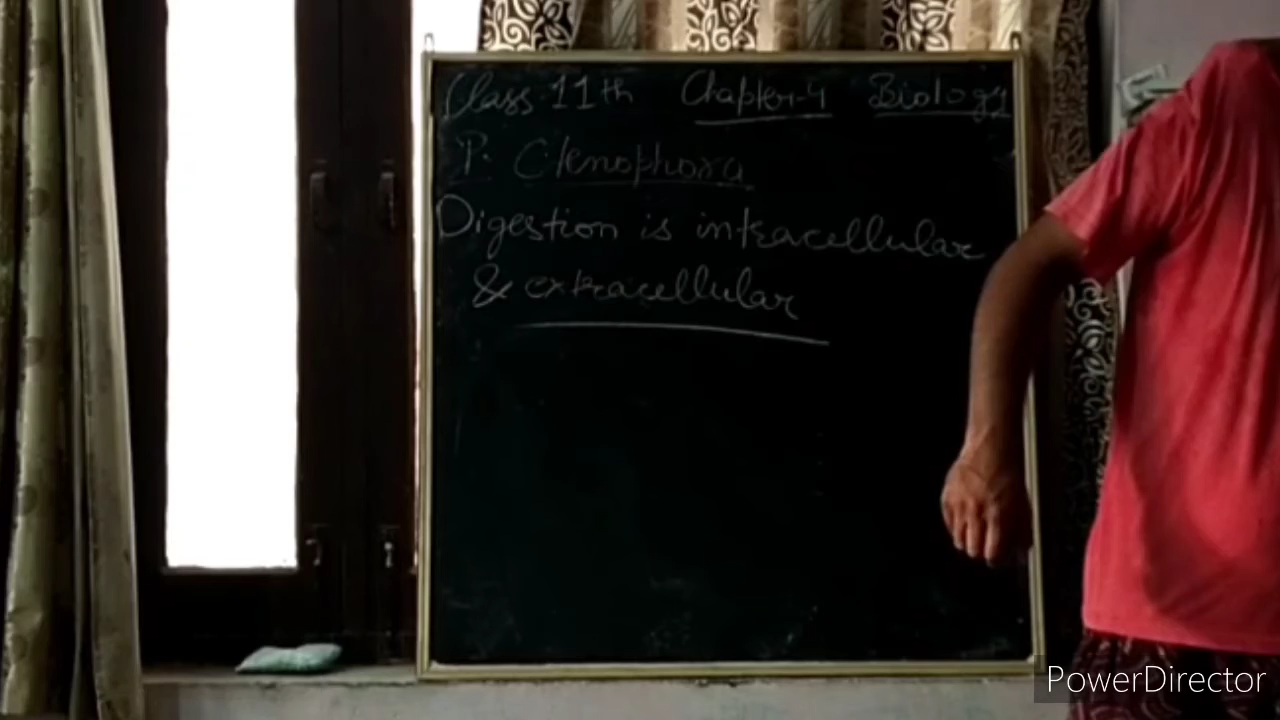 Class 11th Chapter-4 Biology
P. Ctenophora
Digestion is intracellular
& extracellular
PowerDirector